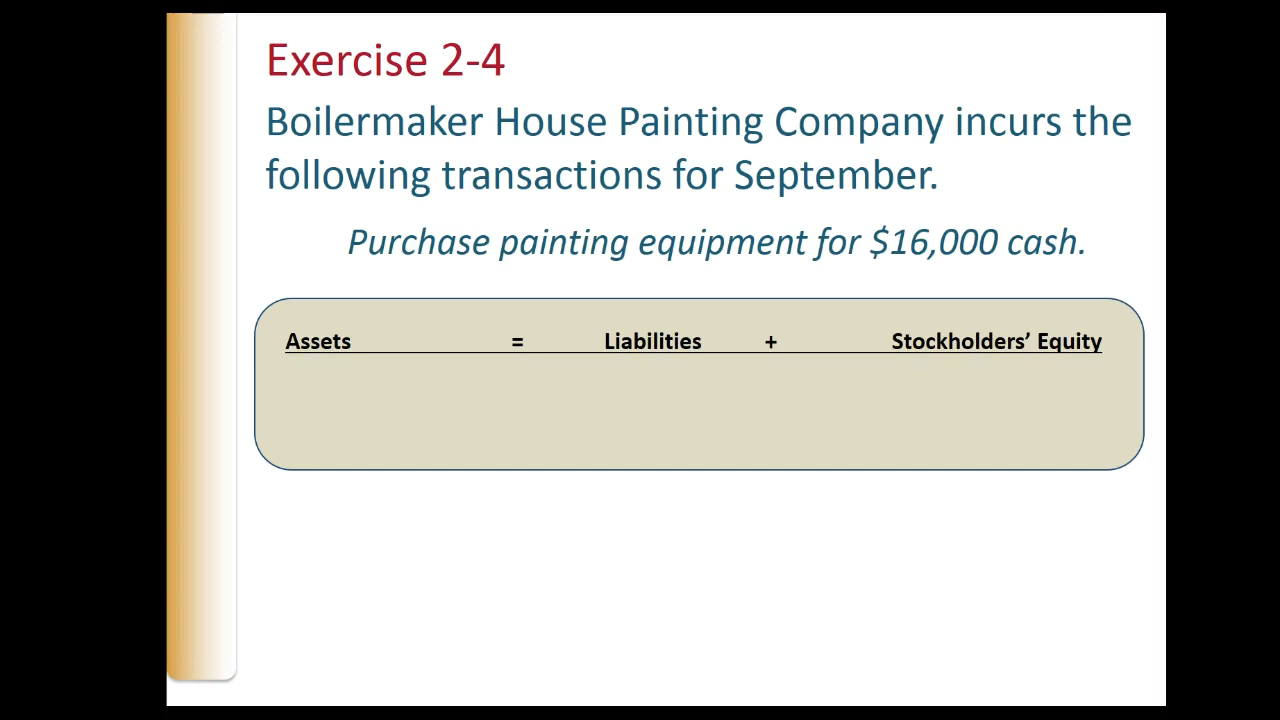 Exercise 2-4
Boilermaker House Painting Company incurs the
following transactions for September.
Purchase painting equipment for $16,000 cash.
Assets = Liabilities + Stockholders’ Equity